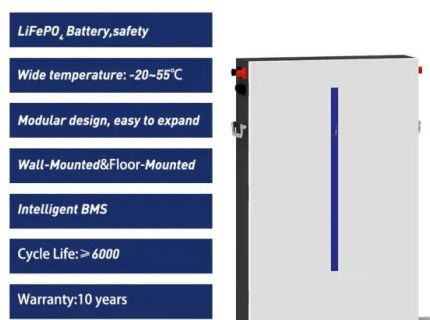 LiFePO₄ Battery,safety
Wide temperature: -20~55℃
Modular design, easy to expand
Wall-Mounted&Floor-Mounted
Intelligent BMS
Cycle Life:≥6000
Warranty:10 years